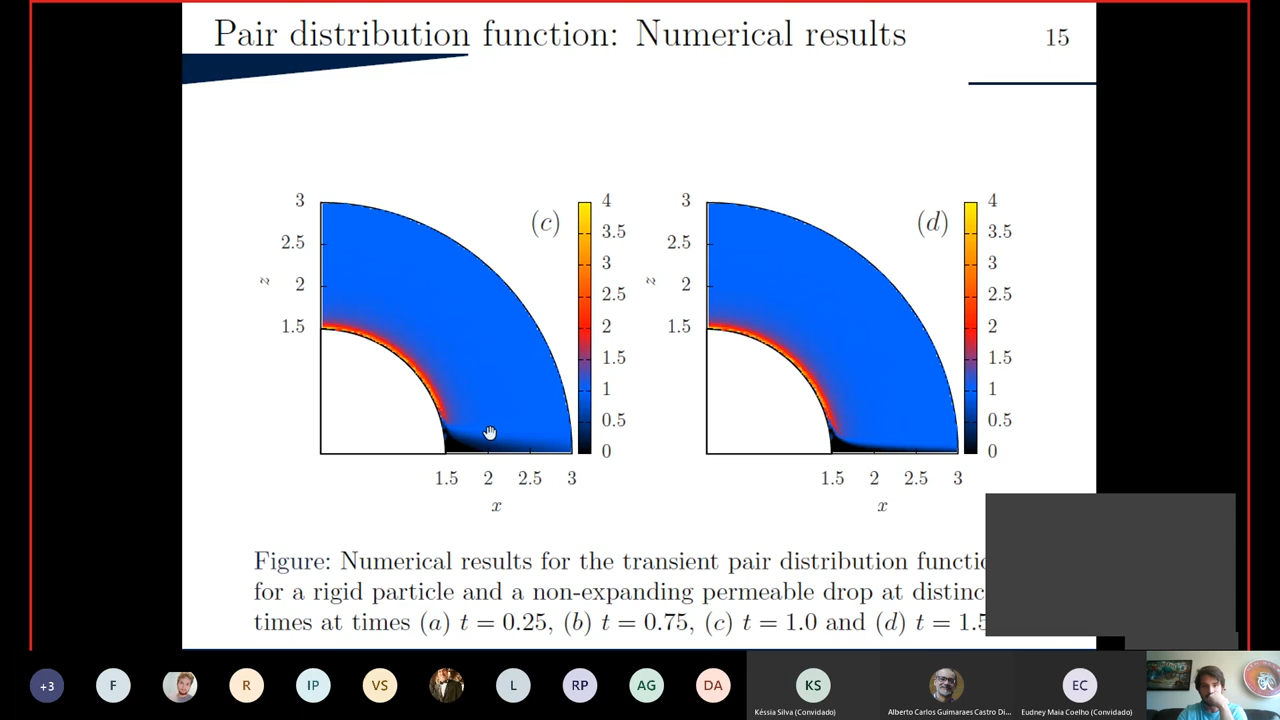 Pair distribution function: Numerical results
15
3
2.5
2
1.5
z
(c)
4
3.5
3
2.5
2
1.5
1
0.5
0
1.5 2 2.5 3
x
3
2.5
2
1.5
z
(d)
4
3.5
3
2.5
2
1.5
1
0.5
0
1.5 2 2.5 3
x
Figure: Numerical results for the transient pair distribution
for a rigid particle and a non-expanding permeable drop at
times at times (a) t = 0.25, (b) t = 0.75, (c) t = 1.0 and (d) t = 1.5
+3 F R IP VS L RP AG DA KS EC
Késsia Silva (Convidado) Alberto Carlos Guimaraes Castro Di... Eudney Maia Coelho (Convidado)